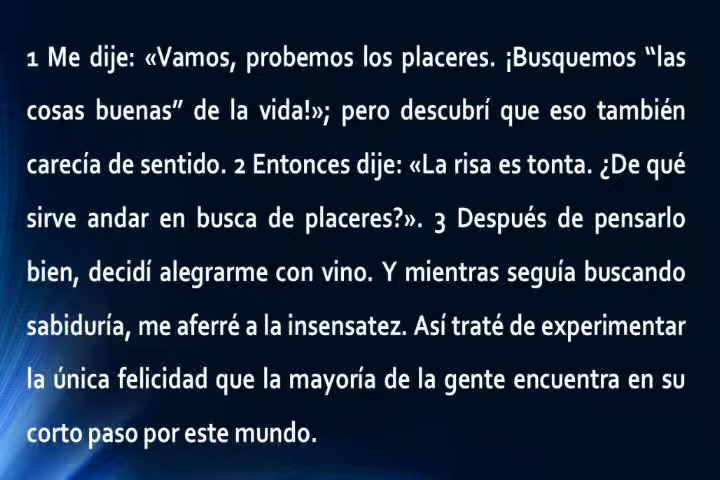 1 Me dije: «Vamos, probemos los placeres. ¡Busquemos “las
cosas buenas” de la vida!»; pero descubrí que eso también
carecía de sentido. 2 Entonces dije: «La risa es tonta. ¿De qué
sirve andar en busca de placeres?». 3 Después de pensarlo
bien, decidí alegrarme con vino. Y mientras seguía buscando
sabiduría, me aferré a la insensatez. Así traté de experimentar
la única felicidad que la mayoría de la gente encuentra en su
corto paso por este mundo.